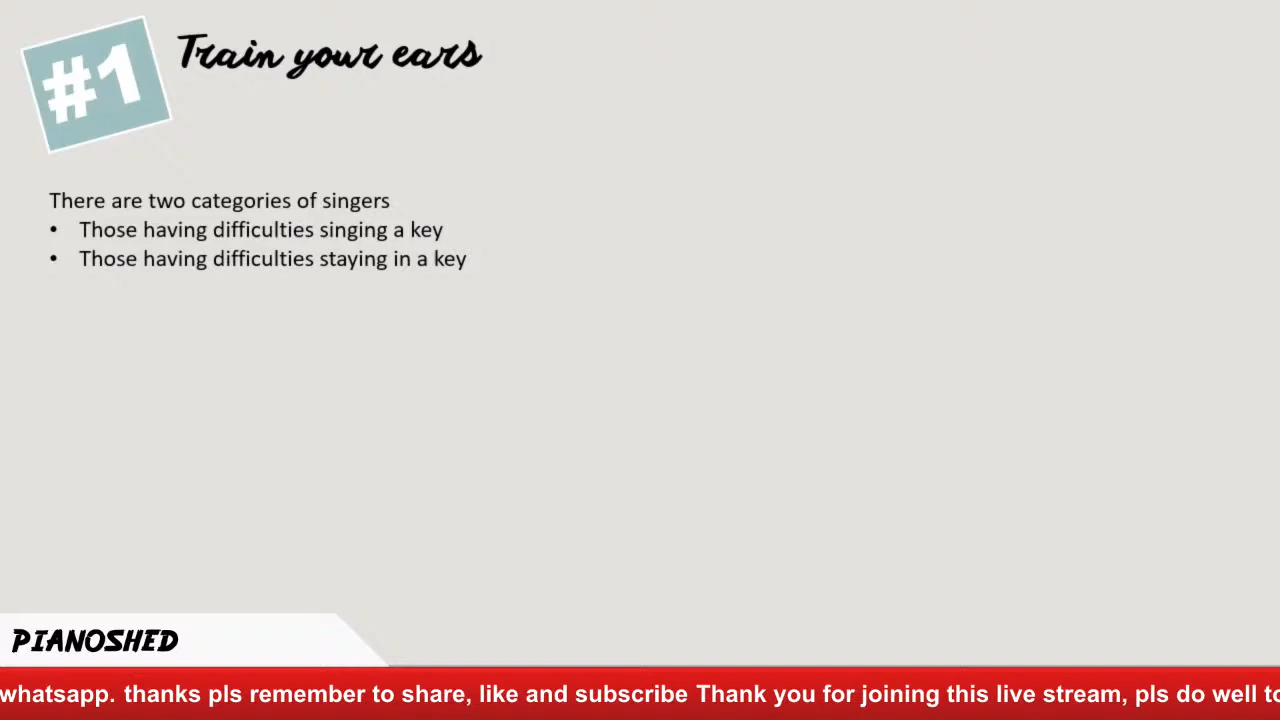 #1
Train your ears
There are two categories of singers
• Those having difficulties singing a key
• Those having difficulties staying in a key
PIANOSHED
whatsapp. thanks pls remember to share, like and subscribe Thank you for joining this live stream, pls do well to